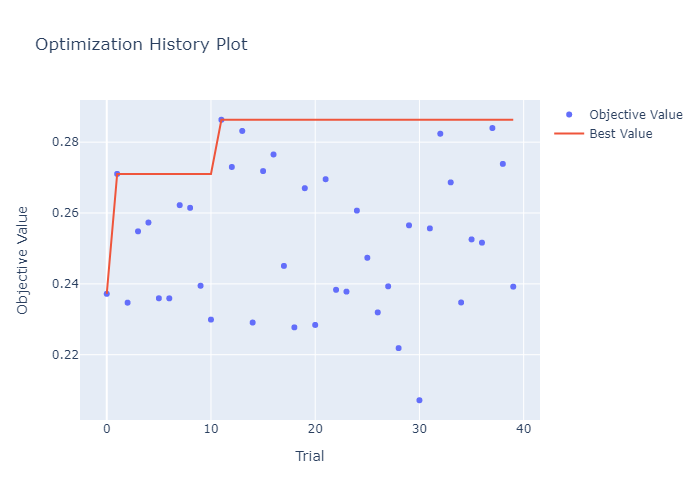 Optimization History Plot
Objective Value
Best Value
0.28
0.26
0.24
0.22
Objective Value
0
10
20
30
40
Trial